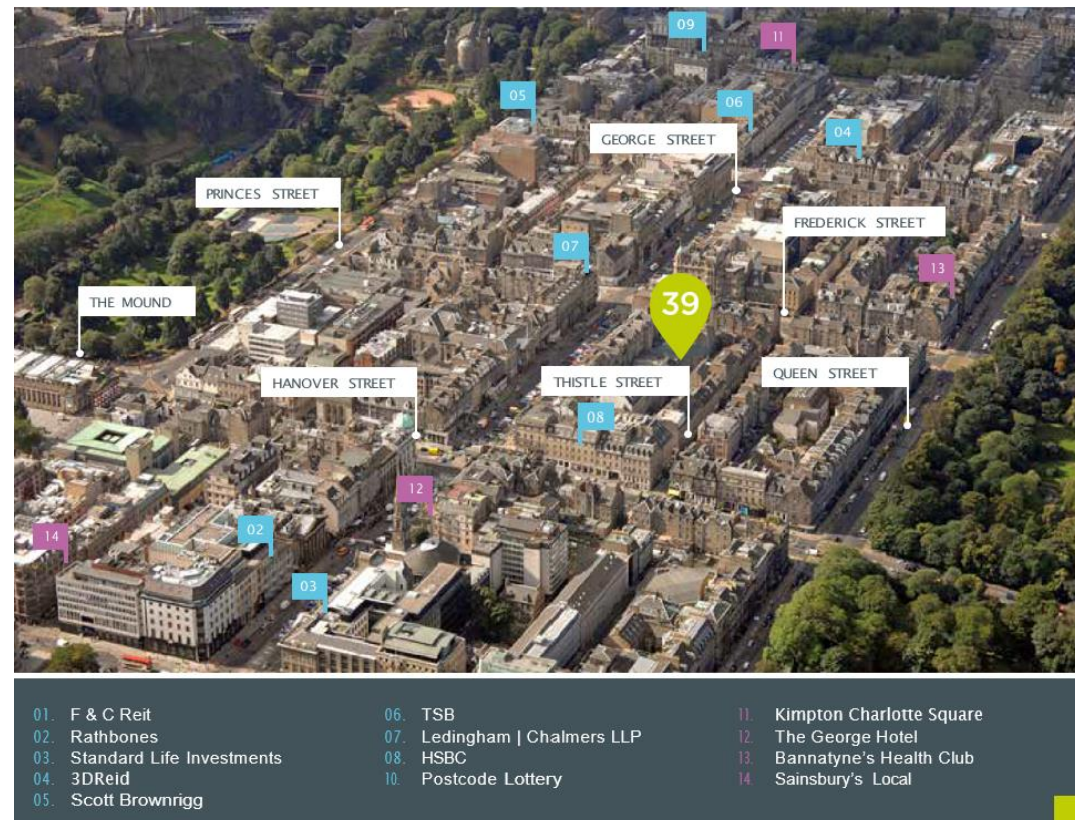 09
11
05
06
04
GEORGE STREET
PRINCES STREET
FREDERICK STREET
07
13
THE MOUND
39
HANOVER STREET
THISTLE STREET
QUEEN STREET
08
12
02
14
03
01. F & C Reit
02. Rathbones
03. Standard Life Investments
04. 3DReid
05. Scott Brownrigg
06. TSB
07. Ledingham | Chalmers LLP
08. HSBC
10. Postcode Lottery
11. Kimpton Charlotte Square
12. The George Hotel
13. Bannatyne's Health Club
14. Sainsbury's Local